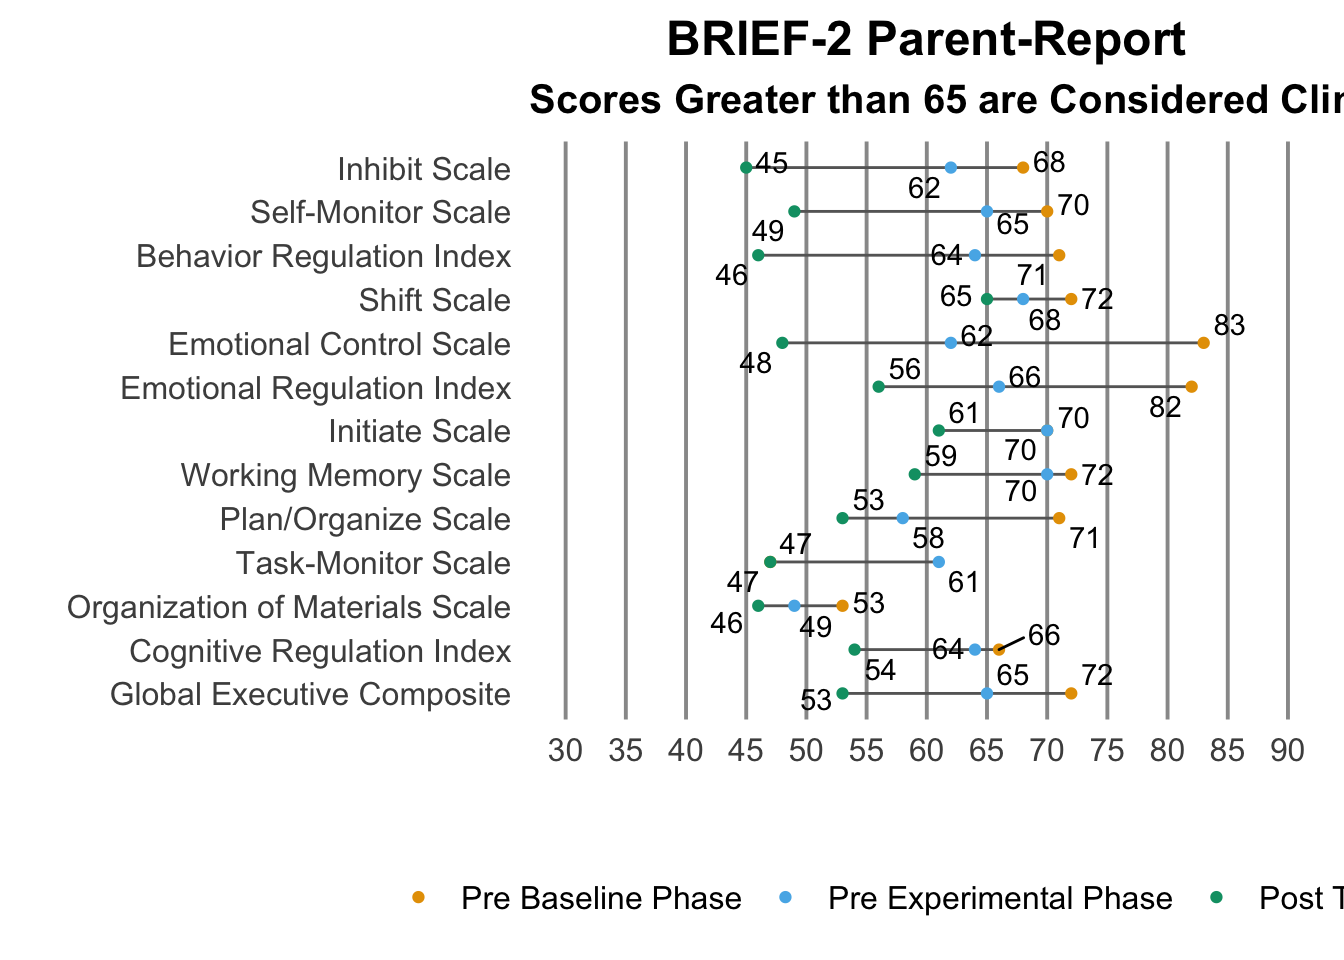 BRIEF-2 Parent-Report
Scores Greater than 65 are Considered Clin
Inhibit Scale 45 62 68
Self-Monitor Scale 49 65 70
Behavior Regulation Index 46 64 71
Shift Scale 65 68 72
Emotional Control Scale 48 62 83
Emotional Regulation Index 56 66 82
Initiate Scale 61 70 70
Working Memory Scale 59 70 72
Plan/Organize Scale 53 58 71
Task-Monitor Scale 47 47 61
Organization of Materials Scale 46 49 53
Cognitive Regulation Index 54 64 66
Global Executive Composite 53 65 72
30 35 40 45 50 55 60 65 70 75 80 85 90
Pre Baseline Phase Pre Experimental Phase Post T